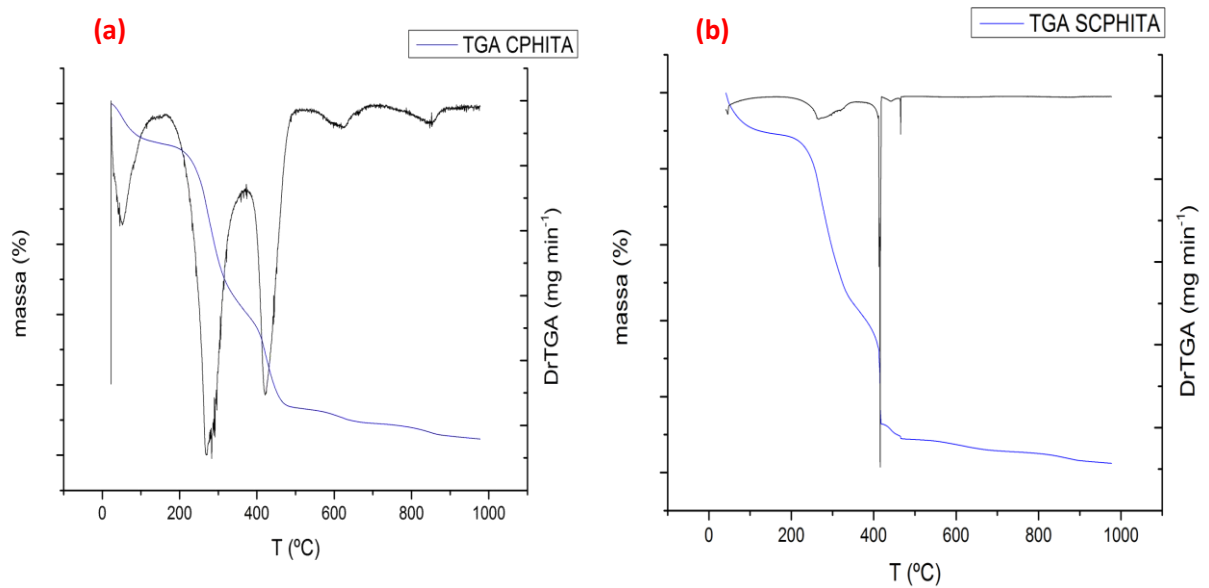 (a)
TGA CPHITA
massa (%)
DrTGA (mg min⁻¹)
0 200 400 600 800 1000
T (ºC)
(b)
TGA SCPHITA
massa (%)
DrTGA (mg min⁻¹)
0 200 400 600 800 1000
T (ºC)